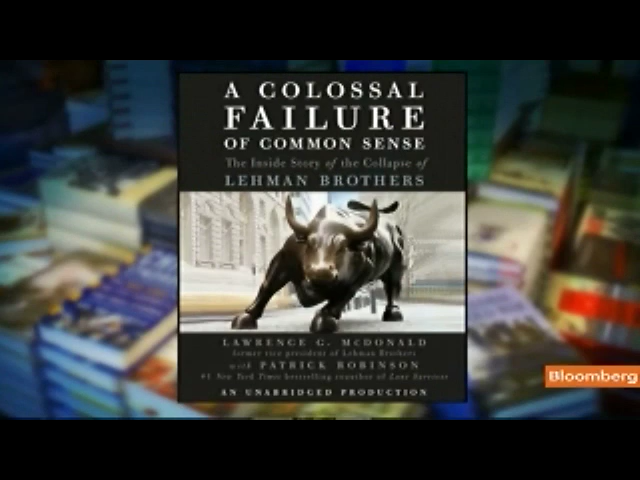 A COLOSSAL
FAILURE
OF COMMON SENSE
The Inside Story of the Collapse of
LEHMAN BROTHERS
LAWRENCE G. MCDONALD
former vice president of Lehman Brothers
with PATRICK ROBINSON
#1 New York Times bestselling coauthor of Lone Survivor
AN UNABRIDGED PRODUCTION
Bloomberg